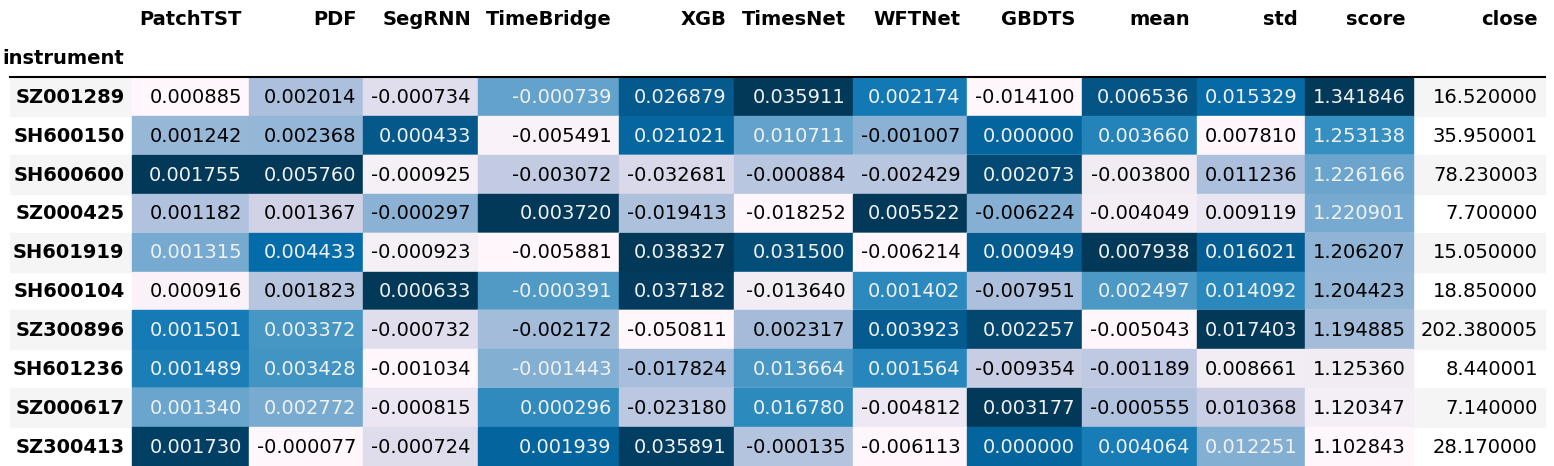 PatchTST PDF SegRNN TimeBridge XGB TimesNet WFTNet GBDTS mean std score close
instrument
SZ001289 0.000885 0.002014 -0.000734 -0.000739 0.026879 0.035911 0.002174 -0.014100 0.006536 0.015329 1.341846 16.520000
SH600150 0.001242 0.002368 0.000433 -0.005491 0.021021 0.010711 -0.001007 0.000000 0.003660 0.007810 1.253138 35.950001
SH600600 0.001755 0.005760 -0.000925 -0.003072 -0.032681 -0.000884 -0.002429 0.002073 -0.003800 0.011236 1.226166 78.230003
SZ000425 0.001182 0.001367 -0.000297 0.003720 -0.019413 -0.018252 0.005522 -0.006224 -0.004049 0.009119 1.220901 7.700000
SH601919 0.001315 0.004433 -0.000923 -0.005881 0.038327 0.031500 -0.006214 0.000949 0.007938 0.016021 1.206207 15.050000
SH600104 0.000916 0.001823 0.000633 -0.000391 0.037182 -0.013640 0.001402 -0.007951 0.002497 0.014092 1.204423 18.850000
SZ300896 0.001501 0.003372 -0.000732 -0.002172 -0.050811 0.002317 0.003923 0.002257 -0.005043 0.017403 1.194885 202.380005
SH601236 0.001489 0.003428 -0.001034 -0.001443 -0.017824 0.013664 0.001564 -0.009354 -0.001189 0.008661 1.125360 8.440001
SZ000617 0.001340 0.002772 -0.000815 0.000296 -0.023180 0.016780 -0.004812 0.003177 -0.000555 0.010368 1.120347 7.140000
SZ300413 0.001730 -0.000077 -0.000724 0.001939 0.035891 -0.000135 -0.006113 0.000000 0.004064 0.012251 1.102843 28.170000